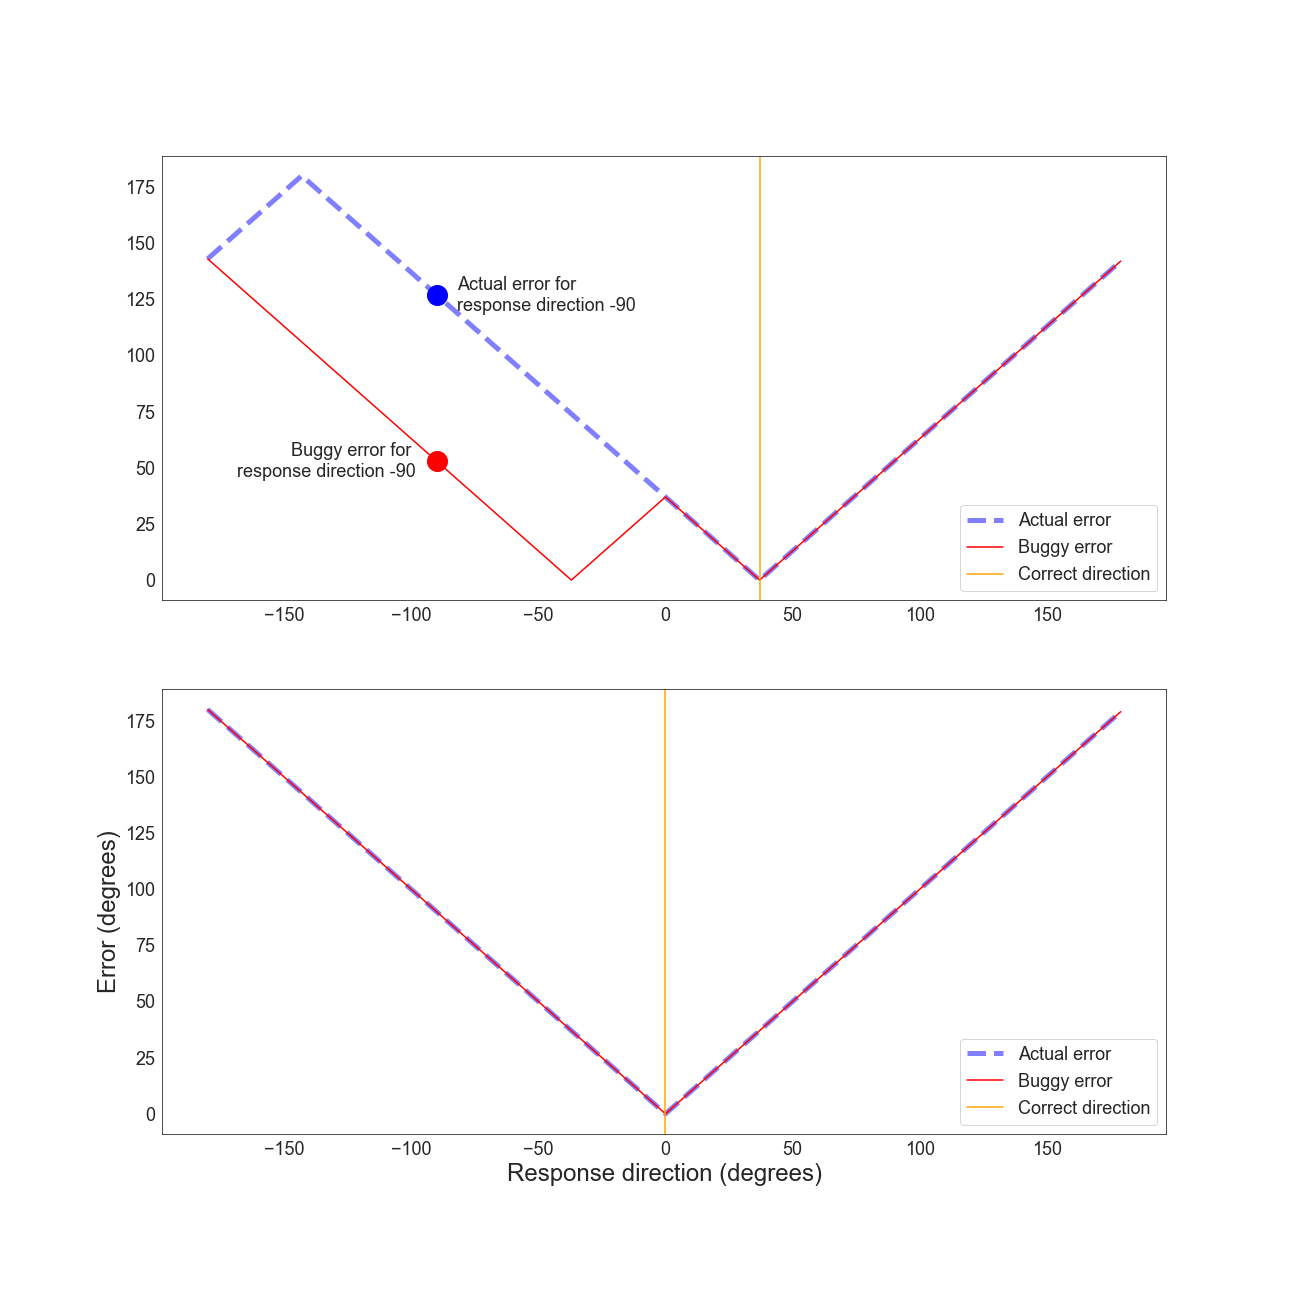 175
150
125
100
75
50
25
0
Actual error for
response direction -90
Buggy error for
response direction -90
Actual error
Buggy error
Correct direction
−150 −100 −50 0 50 100 150
Error (degrees)
175
150
125
100
75
50
25
0
Actual error
Buggy error
Correct direction
−150 −100 −50 0 50 100 150
Response direction (degrees)